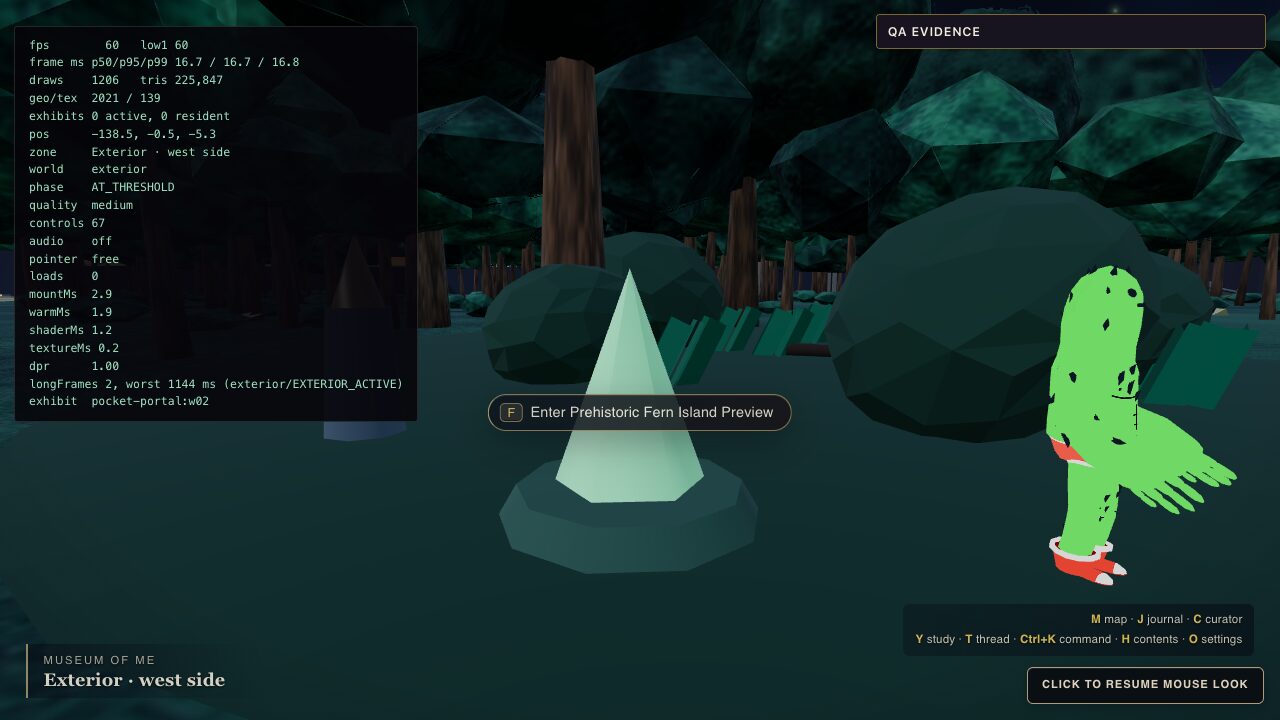 fps 60 low1 60
frame ms p50/p95/p99 16.7 / 16.7 / 16.8
draws 1206 tris 225,847
geo/tex 2021 / 139
exhibits 0 active, 0 resident
pos −138.5, −0.5, −5.3
zone Exterior · west side
world exterior
phase AT_THRESHOLD
quality medium
controls 67
audio off
pointer free
loads 0
mountMs 2.9
warmMs 1.9
shaderMs 1.2
textureMs 0.2
dpr 1.00
longFrames 2, worst 1144 ms (exterior/EXTERIOR_ACTIVE)
exhibit pocket-portal:w02
QA EVIDENCE
F Enter Prehistoric Fern Island Preview
M map · J journal · C curator
Y study · T thread · Ctrl+K command · H contents · O settings
MUSEUM OF ME
Exterior · west side
CLICK TO RESUME MOUSE LOOK